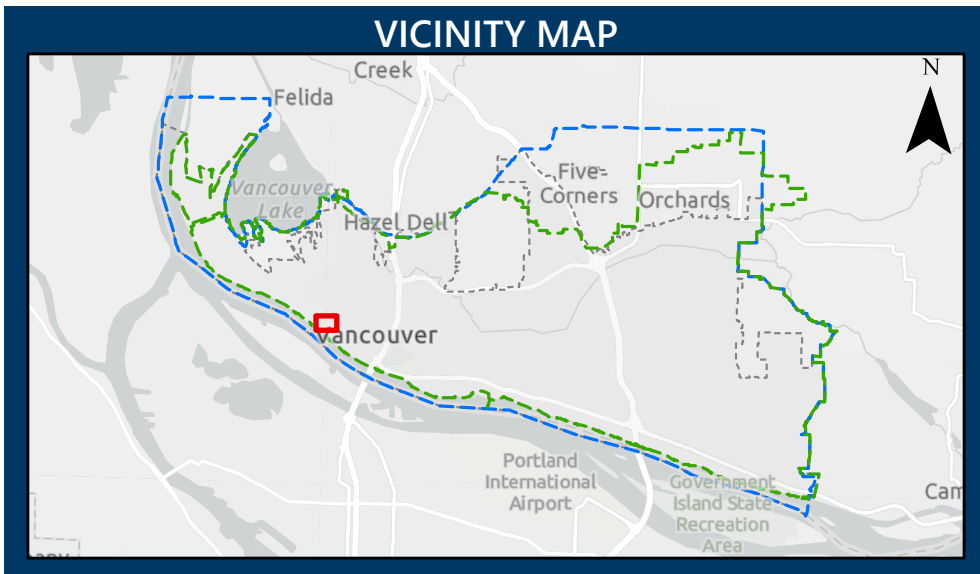 VICINITY MAP
Creek
N
Felida
Five
Corners
Vancouver
Lake
Orchards
Hazel Dell
Vancouver
Portland
International
Airport
Government
Island State
Recreation
Area
Cam